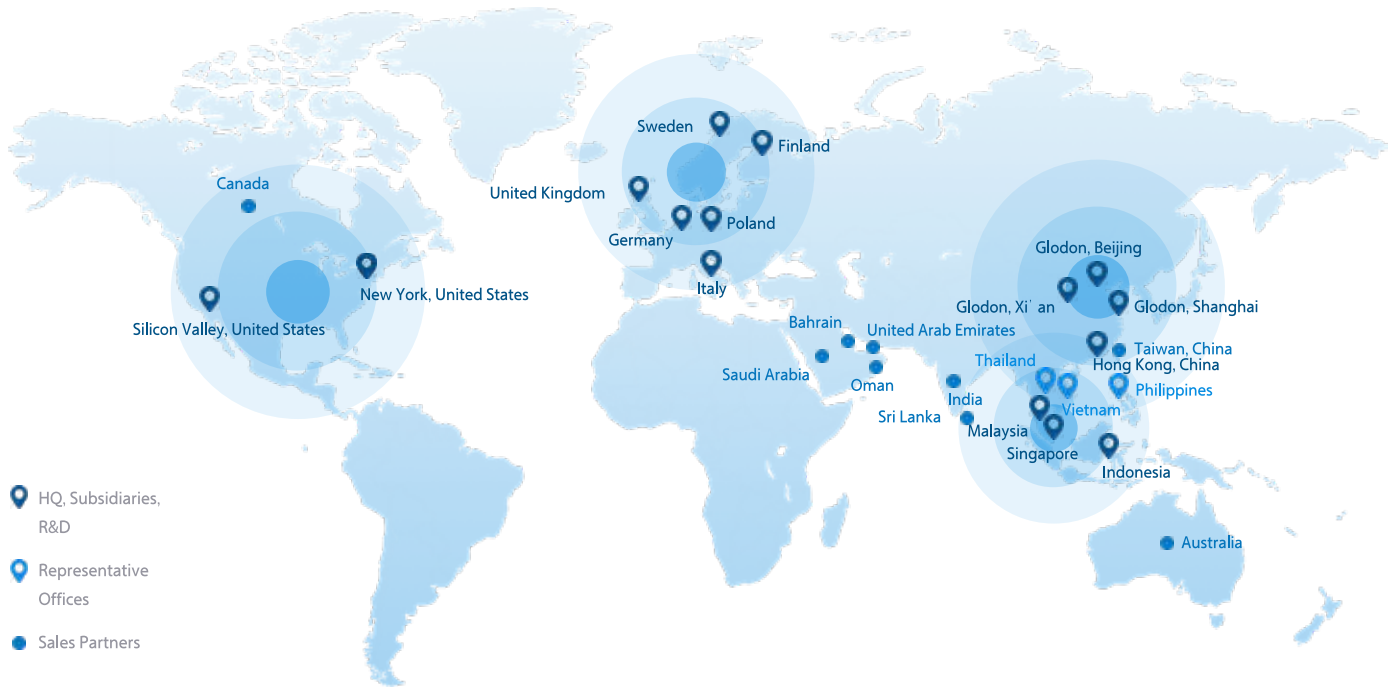 Sweden
Finland
Canada
United Kingdom
Poland
Germany
Glodon, Beijing
Italy
New York, United States
Glodon, Xi' an
Glodon, Shanghai
Silicon Valley, United States
Bahrain
United Arab Emirates
Taiwan, China
Thailand
Hong Kong, China
Saudi Arabia
Oman
Philippines
India
Vietnam
Sri Lanka
Malaysia
Singapore
Indonesia
HQ, Subsidiaries,
R&D
Australia
Representative
Offices
Sales Partners